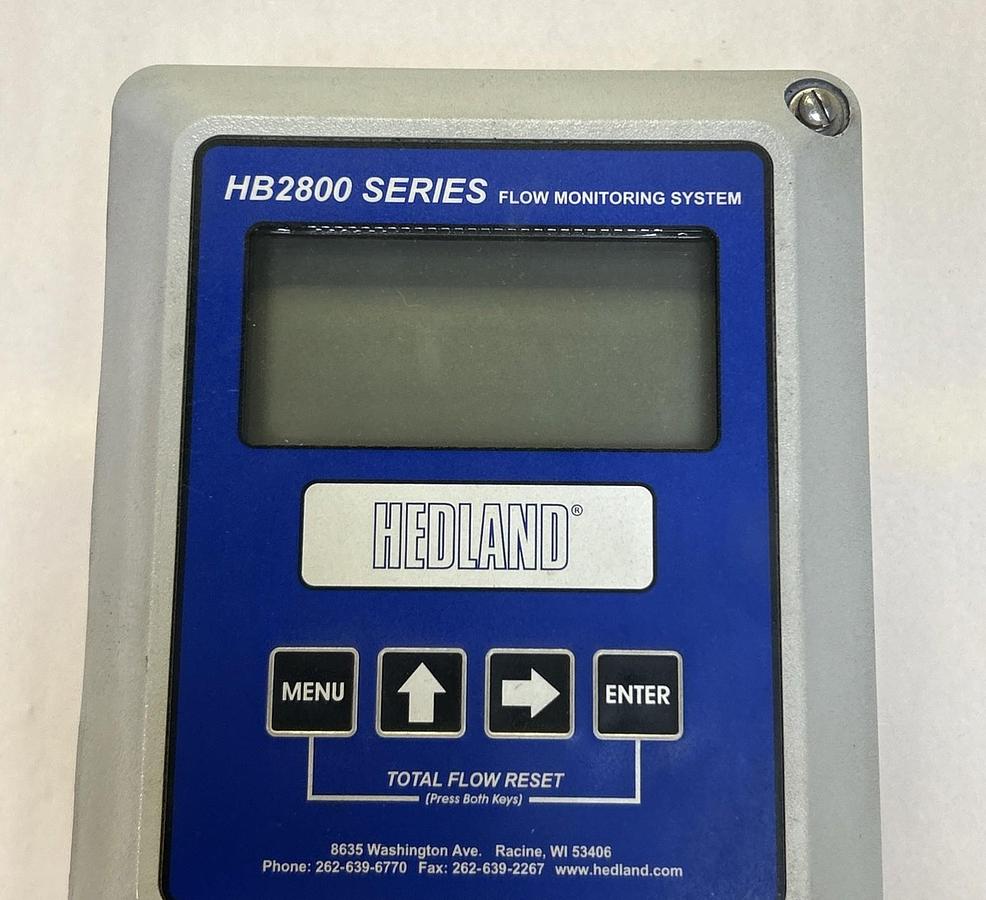 HB2800 SERIES FLOW MONITORING SYSTEM
HEDLAND®
MENU ENTER
TOTAL FLOW RESET
(Press Both Keys)
8635 Washington Ave. Racine, WI 53406
Phone: 262-639-6770 Fax: 262-639-2267 www.hedland.com